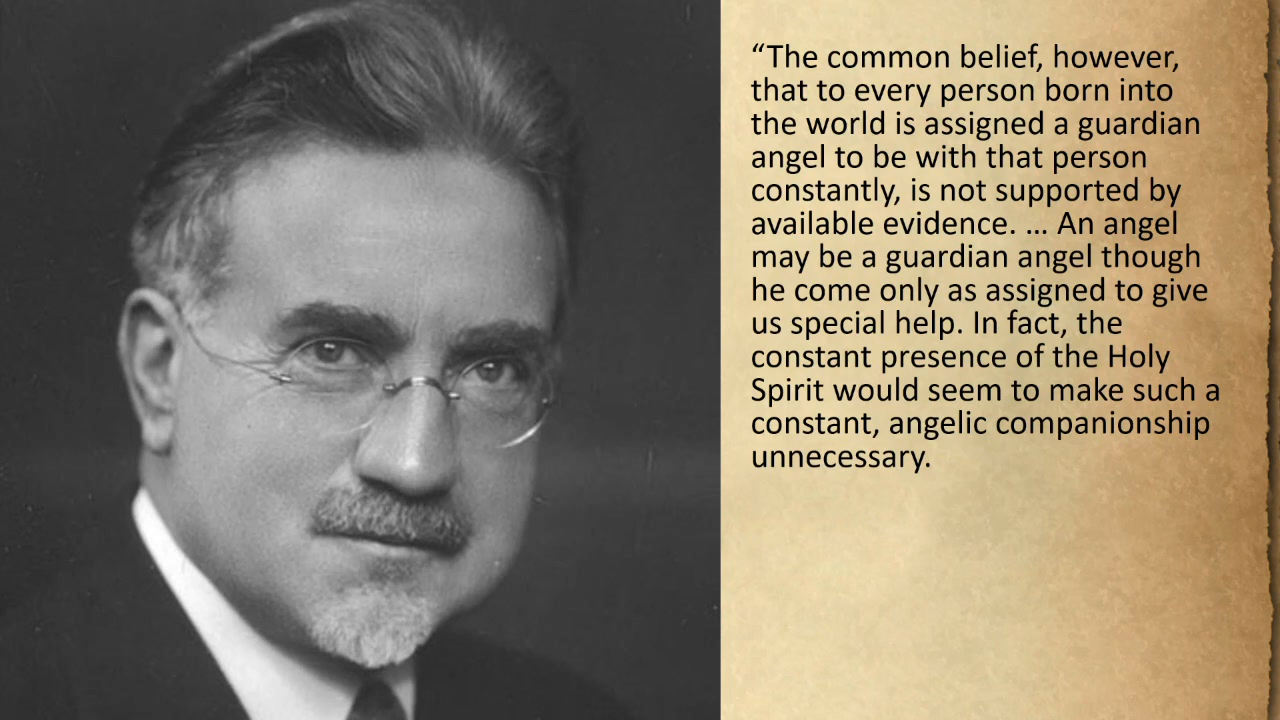 “The common belief, however,
that to every person born into
the world is assigned a guardian
angel to be with that person
constantly, is not supported by
available evidence. … An angel
may be a guardian angel though
he come only as assigned to give
us special help. In fact, the
constant presence of the Holy
Spirit would seem to make such a
constant, angelic companionship
unnecessary.